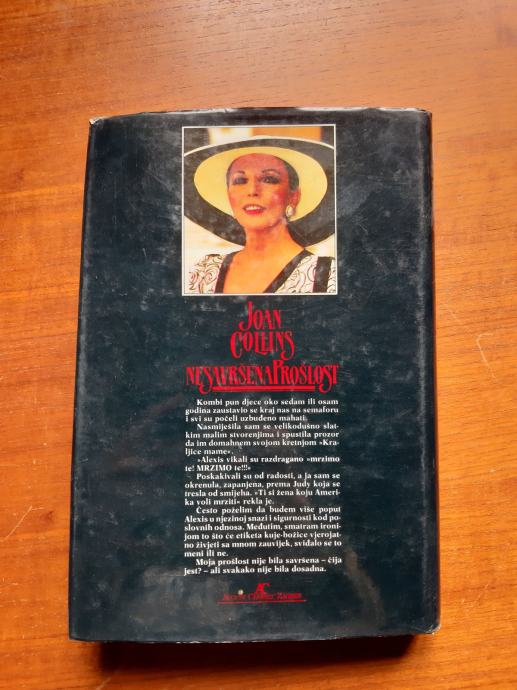 JOAN
COLLINS
NESAVRŠENA PROŠLOST
Kombi pun djece oko sedam ili osam
godina zaustavio se kraj nas na semaforu
i svi su počeli uzbuđeno mahati.
Nasmiješila sam se velikodušno slat-
kim malim stvorenjima i spustila prozor
da im domahnem svojom kretnjom »Kra-
ljice mame«.
»Alexis vikali su razdragano »mrzimo
te! MRZIMO te!!!»
Poskakivali su od radosti, a ja sam se
okrenula, zapanjena, prema Judy koja se
tresla od smijeha. »Ti si žena koju Ameri-
ka voli mrziti« rekla je.
Često poželim da budem više poput
Alexis u njezinoj snazi i sigurnosti kod po-
slovnih odnosa. Međutim, smatram ironi-
jom to što će etiketa kuje-božice vjerojat-
no živjeti sa mnom zauvijek, sviđalo se to
meni ili ne.
Moja prošlost nije bila savršena – čija
jest? – ali svakako nije bila dosadna.
AC